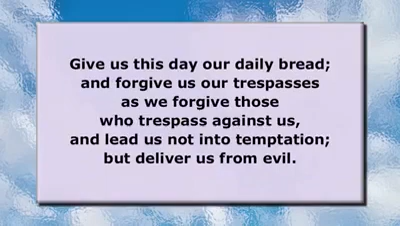 Give us this day our daily bread;
and forgive us our trespasses
as we forgive those
who trespass against us,
and lead us not into temptation;
but deliver us from evil.